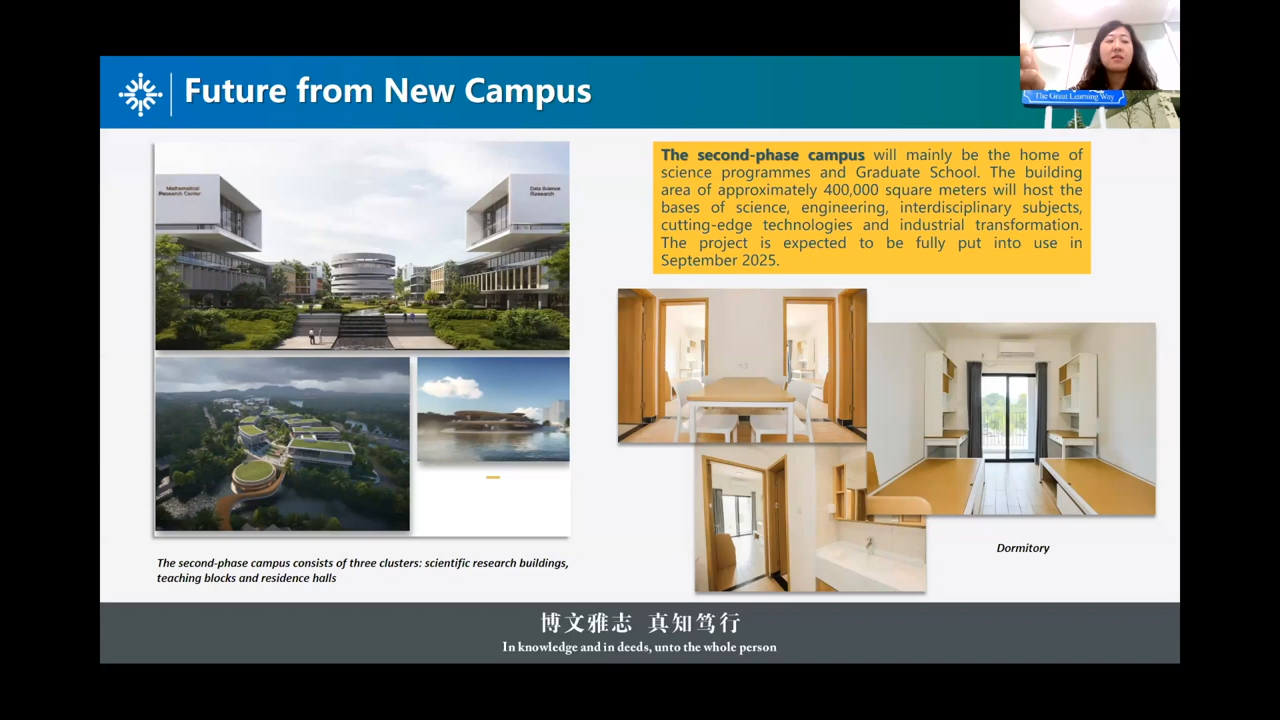 Future from New Campus
The Great Learning Way
Mathematical
Research Center
Data Science
Research
The second-phase campus will mainly be the home of
science programmes and Graduate School. The building
area of approximately 400,000 square meters will host the
bases of science, engineering, interdisciplinary subjects,
cutting-edge technologies and industrial transformation.
The project is expected to be fully put into use in
September 2025.
The second-phase campus consists of three clusters: scientific research buildings,
teaching blocks and residence halls
Dormitory
博文雅志 真知笃行
In knowledge and in deeds, unto the whole person